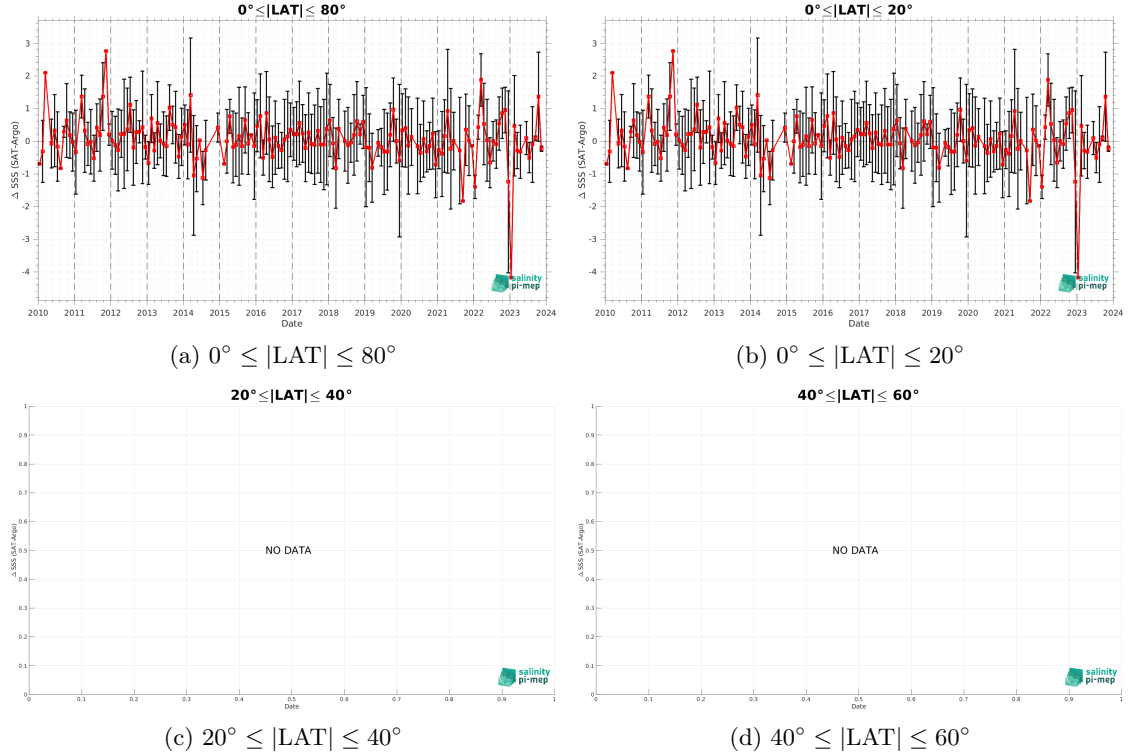 0°≤|LAT|≤ 80°
Δ SSS (SAT-Argo)
3
2
1
0
-1
-2
-3
-4
2010 2011 2012 2013 2014 2015 2016 2017 2018 2019 2020 2021 2022 2023 2024
Date
salinity
pi-mep
(a) 0° ≤ |LAT| ≤ 80°
0°≤|LAT|≤ 20°
Δ SSS (SAT-Argo)
3
2
1
0
-1
-2
-3
-4
2010 2011 2012 2013 2014 2015 2016 2017 2018 2019 2020 2021 2022 2023 2024
Date
salinity
pi-mep
(b) 0° ≤ |LAT| ≤ 20°
20°≤|LAT|≤ 40°
Δ SSS (SAT-Argo)
1
0.9
0.8
0.7
0.6
0.5
0.4
0.3
0.2
0.1
0
NO DATA
0 0.1 0.2 0.3 0.4 0.5 0.6 0.7 0.8 0.9 1
Date
salinity
pi-mep
(c) 20° ≤ |LAT| ≤ 40°
40°≤|LAT|≤ 60°
Δ SSS (SAT-Argo)
1
0.9
0.8
0.7
0.6
0.5
0.4
0.3
0.2
0.1
0
NO DATA
0 0.1 0.2 0.3 0.4 0.5 0.6 0.7 0.8 0.9 1
Date
salinity
pi-mep
(d) 40° ≤ |LAT| ≤ 60°